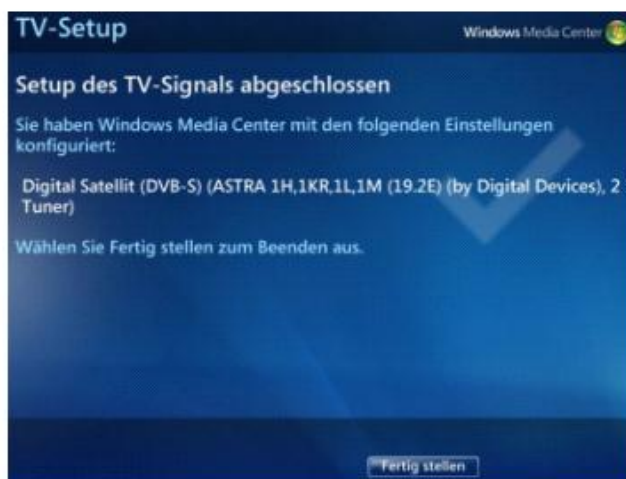 TV-Setup
Windows Media Center
Setup des TV-Signals abgeschlossen
Sie haben Windows Media Center mit den folgenden Einstellungen
konfiguriert:
Digital Satellit (DVB-S) (ASTRA 1H,1KR,1L,1M (19.2E) (by Digital Devices), 2
Tuner)
Wählen Sie Fertig stellen zum Beenden aus.
Fertig stellen